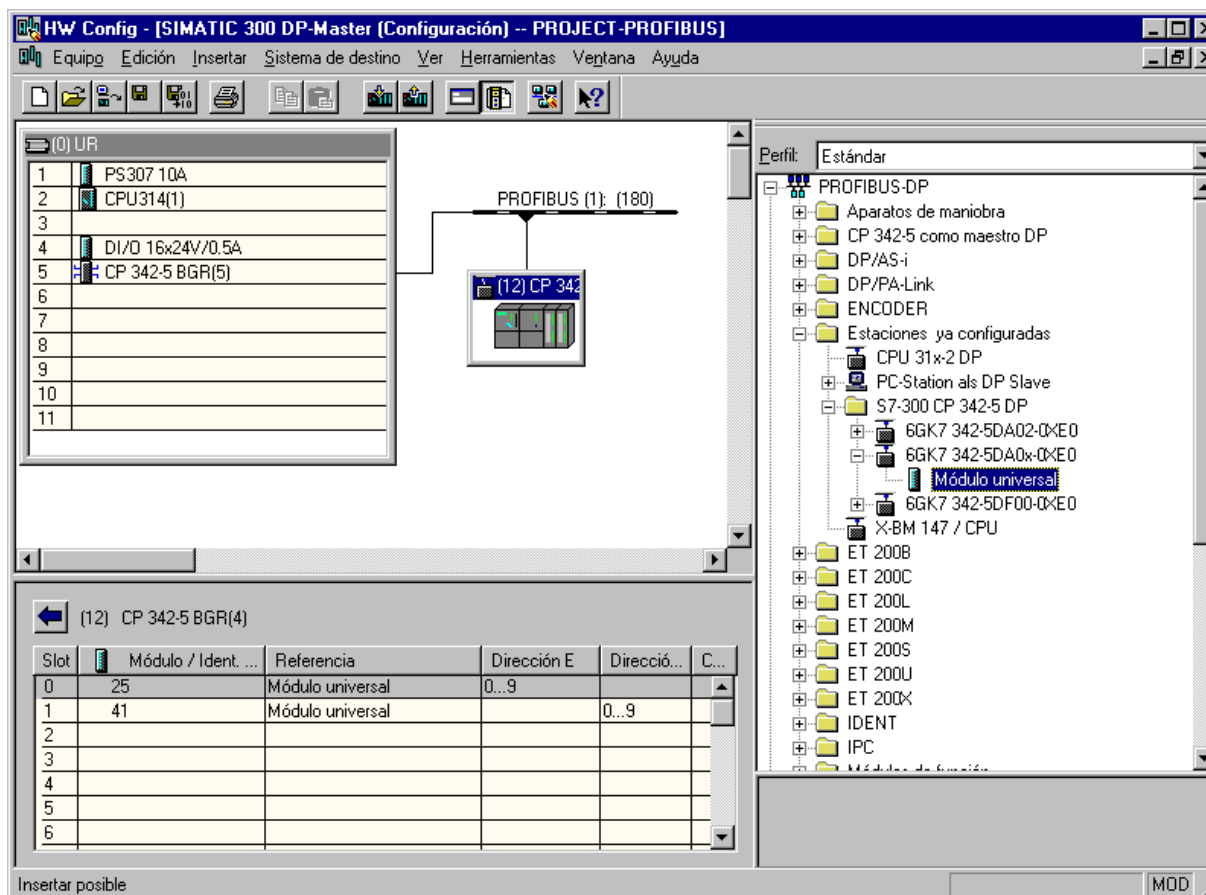 HW Config - [SIMATIC 300 DP-Master (Configuración) -- PROJECT-PROFIBUS]
Equipo Edición Insertar Sistema de destino Ver Herramientas Ventana Ayuda
(0) UR
1 PS307 10A
2 CPU314(1)
3
4 DI/O 16x24V/0.5A
5 CP 342-5 BGR(5)
6
7
8
9
10
11
PROFIBUS (1): (180)
(12) CP 342
Perfil: Estándar
PROFIBUS-DP
Aparatos de maniobra
CP 342-5 como maestro DP
DP/AS-i
DP/PA-Link
ENCODER
Estaciones ya configuradas
CPU 31x-2 DP
PC-Station als DP Slave
S7-300 CP 342-5 DP
6GK7 342-5DA02-0XE0
6GK7 342-5DA0x-0XE0
Módulo universal
6GK7 342-5DF00-0XE0
X-BM 147 / CPU
ET 200B
ET 200C
ET 200L
ET 200M
ET 200S
ET 200U
ET 200X
IDENT
IPC
Módulos de función
(12) CP 342-5 BGR(4)
Slot Módulo / Ident. ... Referencia Dirección E Direcció... C...
0 25 Módulo universal 0...9
1 41 Módulo universal 0...9
2
3
4
5
6
Insertar posible
MOD